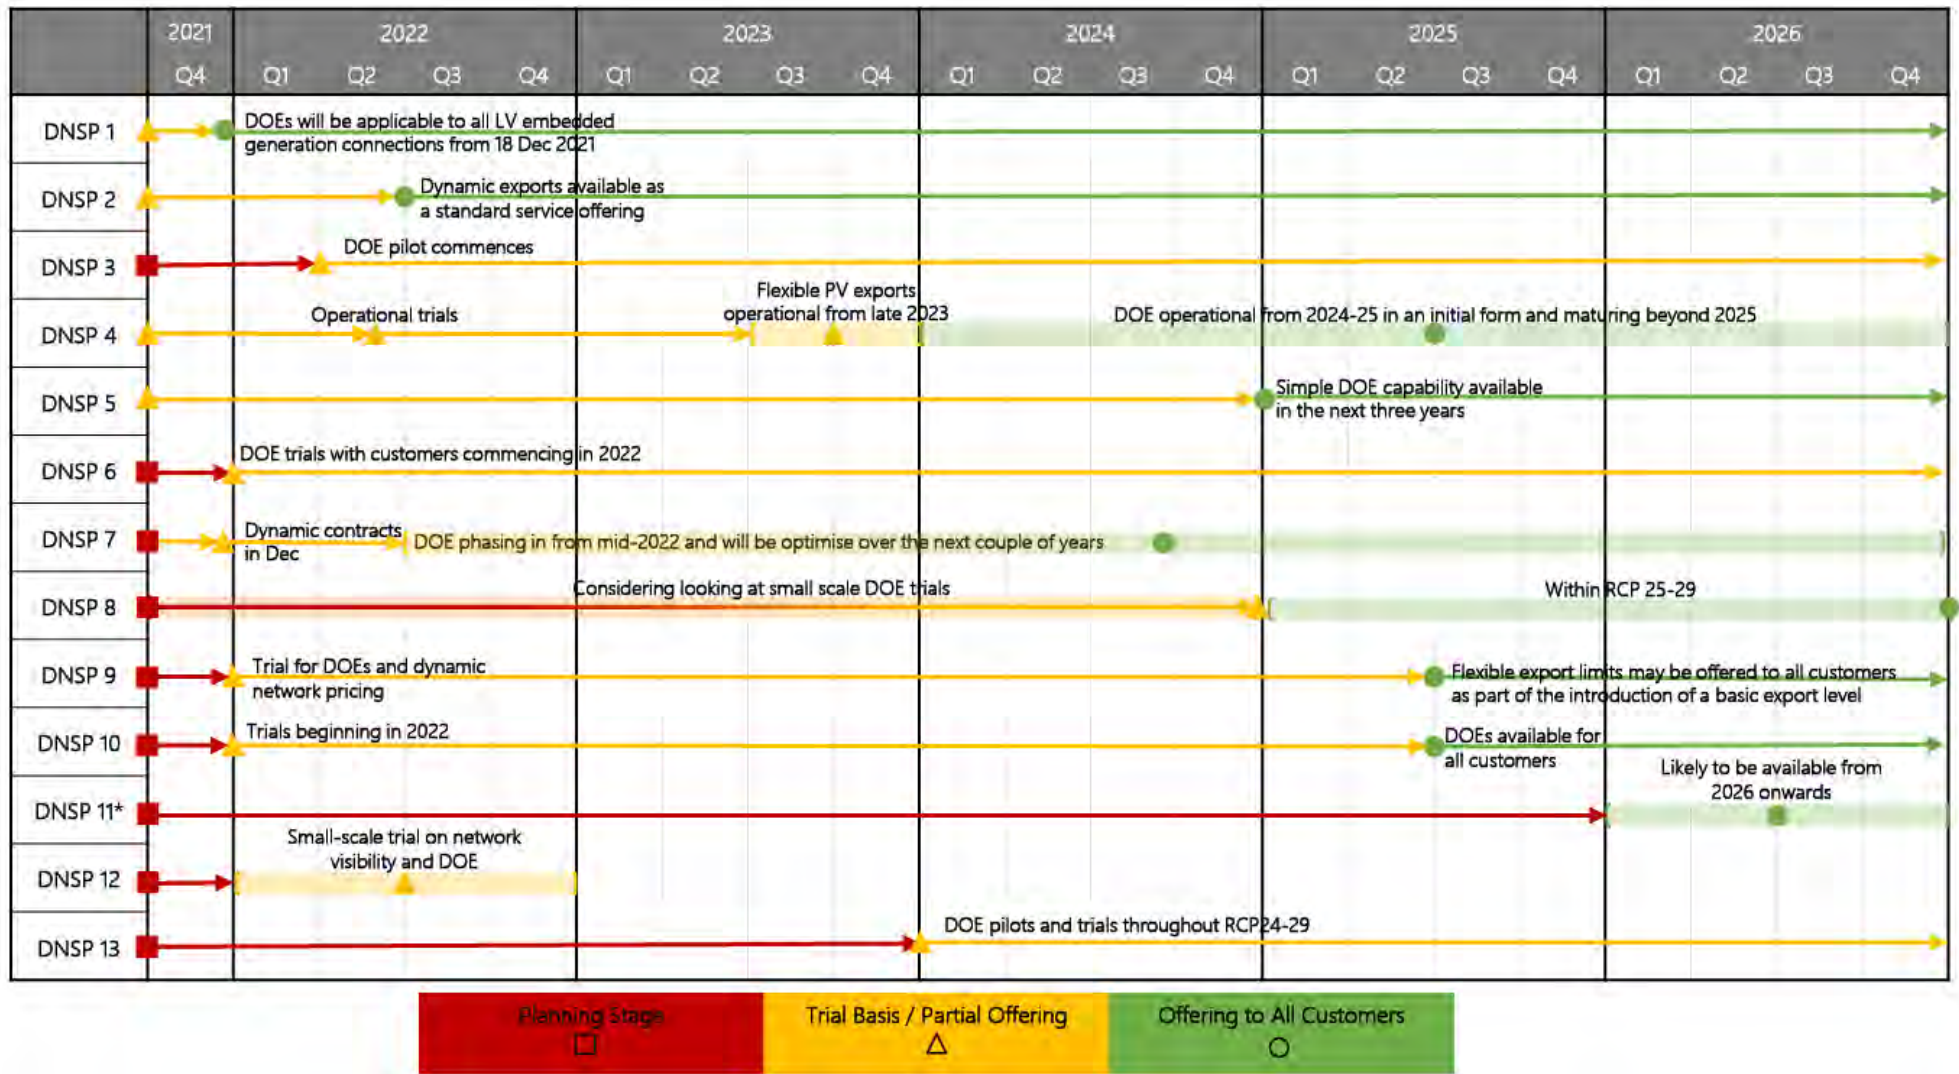 2021 2022 2023 2024 2025 2026
Q4 Q1 Q2 Q3 Q4 Q1 Q2 Q3 Q4 Q1 Q2 Q3 Q4 Q1 Q2 Q3 Q4 Q1 Q2 Q3 Q4
DNSP 1
DOEs will be applicable to all LV embedded
generation connections from 18 Dec 2021
DNSP 2
Dynamic exports available as
a standard service offering
DNSP 3
DOE pilot commences
DNSP 4
Operational trials
Flexible PV exports
operational from late 2023
DOE operational from 2024-25 in an initial form and maturing beyond 2025
DNSP 5
Simple DOE capability available
in the next three years
DNSP 6
DOE trials with customers commencing in 2022
DNSP 7
Dynamic contracts
in Dec
DOE phasing in from mid-2022 and will be optimise over the next couple of years
DNSP 8
Considering looking at small scale DOE trials
Within RCP 25-29
DNSP 9
Trial for DOEs and dynamic
network pricing
Flexible export limits may be offered to all customers
as part of the introduction of a basic export level
DNSP 10
Trials beginning in 2022
DOEs available for
all customers
DNSP 11*
Likely to be available from
2026 onwards
DNSP 12
Small-scale trial on network
visibility and DOE
DNSP 13
DOE pilots and trials throughout RCP24-29
Planning Stage
Trial Basis / Partial Offering
Offering to All Customers